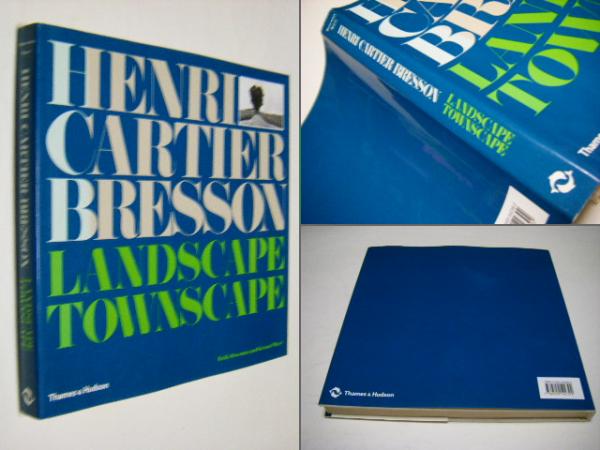 HENRI
CARTIER
BRESSON
LANDSCAPE
TOWNSCAPE
Thames & Hudson
HENRI CARTIER BRESSON
LANDSCAPE
TOWNSCAPE
HENRI CARTIER BRESSON
LANDSCAPE
TOWNSCAPE
Thames & Hudson